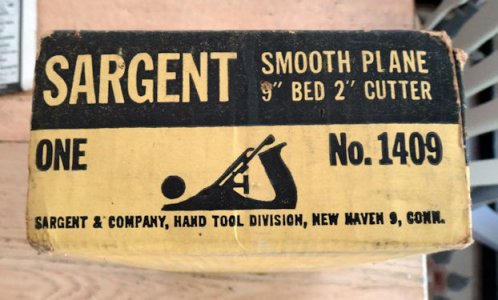 SARGENT
SMOOTH PLANE
9" BED 2" CUTTER
ONE
No. 1409
SARGENT & COMPANY, HAND TOOL DIVISION, NEW HAVEN 9, CONN.